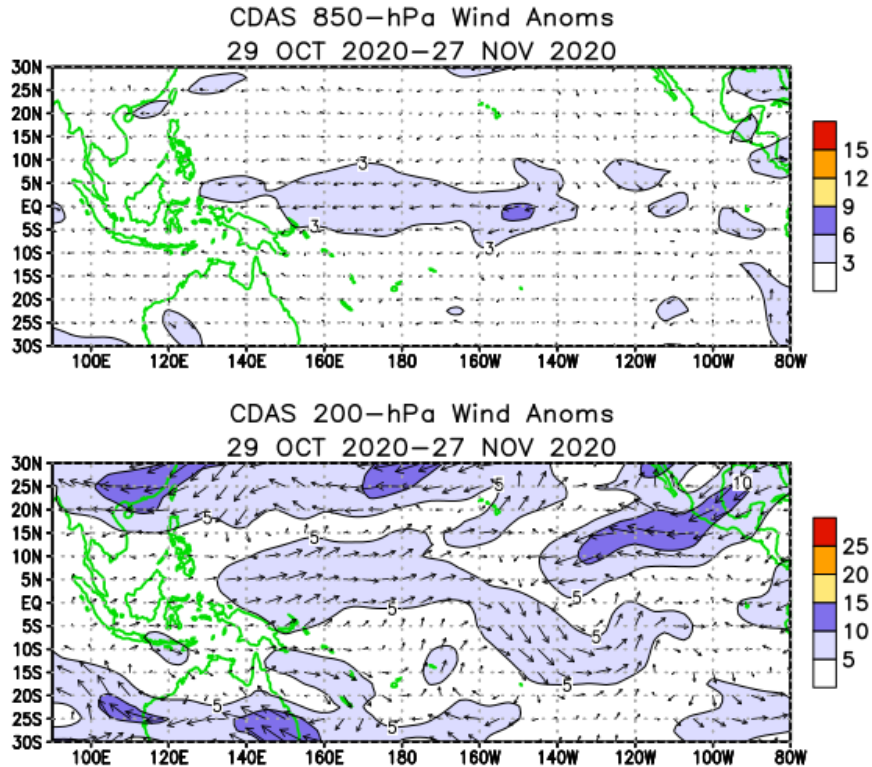 CDAS 850-hPa Wind Anoms
29 OCT 2020-27 NOV 2020
30N
25N
20N
15N
10N
5N
EQ
5S
10S
15S
20S
25S
30S
3
3
3
100E 120E 140E 160E 180 160W 140W 120W 100W 80W
15
12
9
6
3
CDAS 200-hPa Wind Anoms
29 OCT 2020-27 NOV 2020
30N
25N
20N
15N
10N
5N
EQ
5S
10S
15S
20S
25S
30S
5
10
5
5
5
5
5
5
5
5
100E 120E 140E 160E 180 160W 140W 120W 100W 80W
25
20
15
10
5